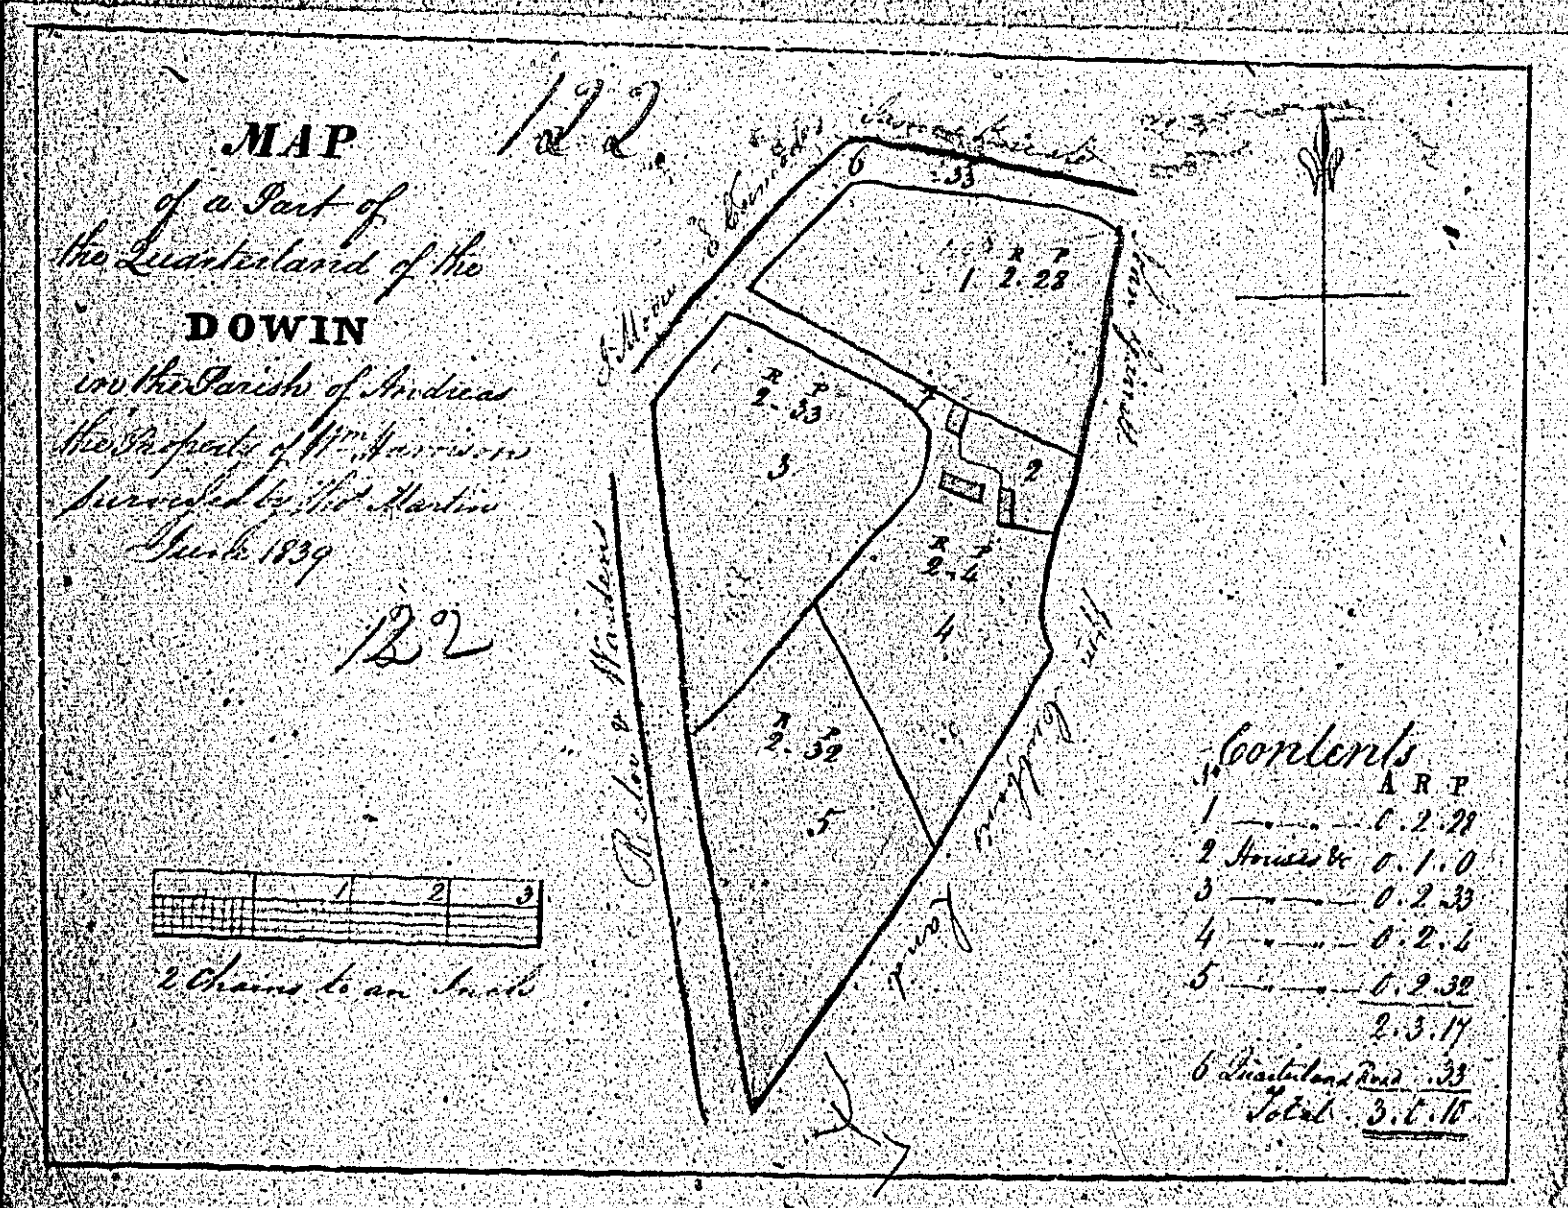 122
MAP
of a Part of
the Quarterland of the
DOWIN
in the Parish of Andreas
the Property of Wm Harrison
surveyed by Thos Martin
June 1839
122
J Moore
& Kinvades
6
.33
R P
1 2.28
R P
2.33
3
7
2
R P
2.4
4
R P
2.32
5
Land
1 2 3
2 Chains to an Inch
Contents
A R P
1 0.2.28
2 Houses &c 0.1.0
3 0.2.33
4 0.2.4
5 0.2.32
2.3.17
6 Quarterland Road .33
Total 3.0.10